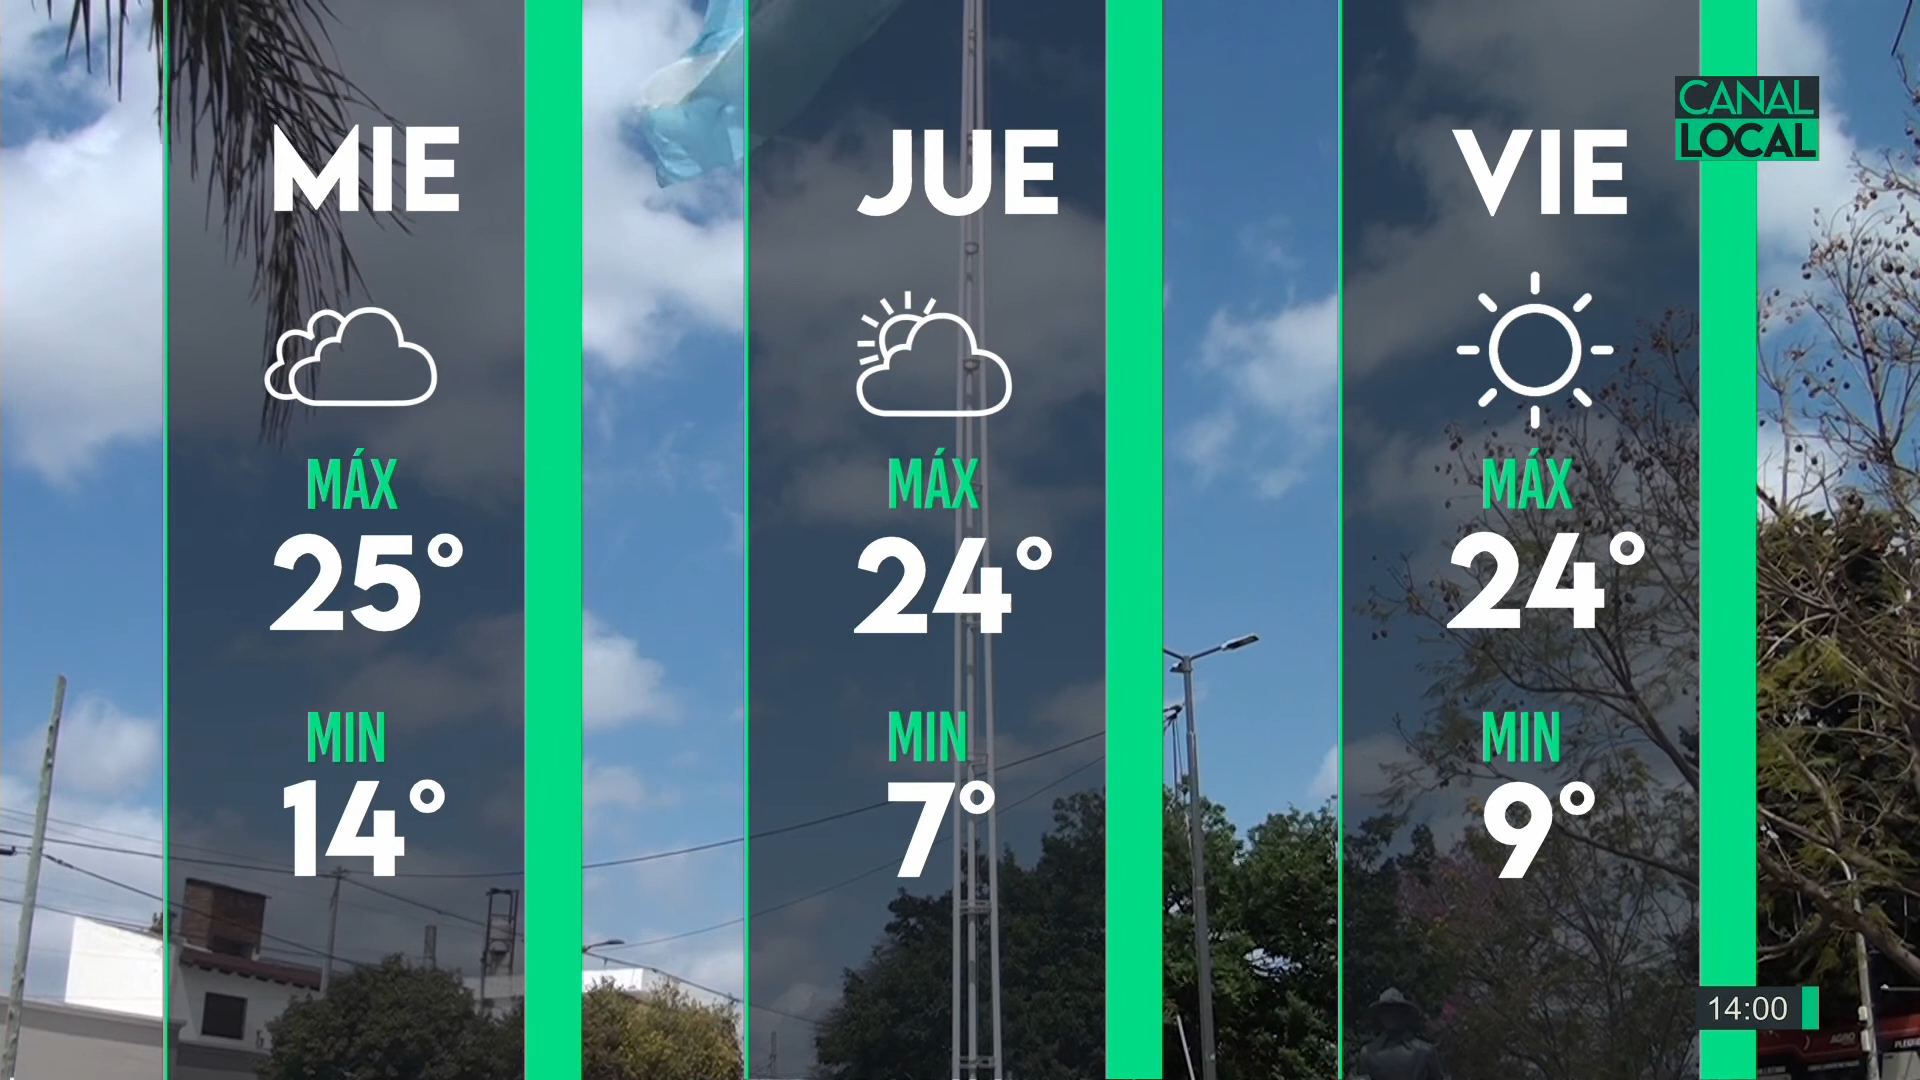 MIE
MÁX
25°
MIN
14°
JUE
MÁX
24°
MIN
7°
VIE
MÁX
24°
MIN
9°
CANAL
LOCAL
14:00
AGRO